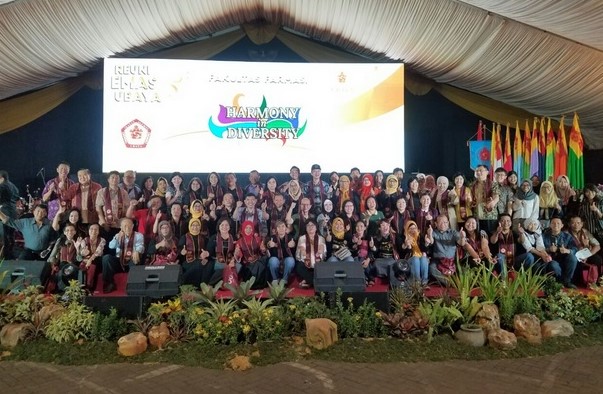 REUNI
EMAS
UBAYA
FAKULTAS FARMASI
HARMONY
in
DIVERSITY